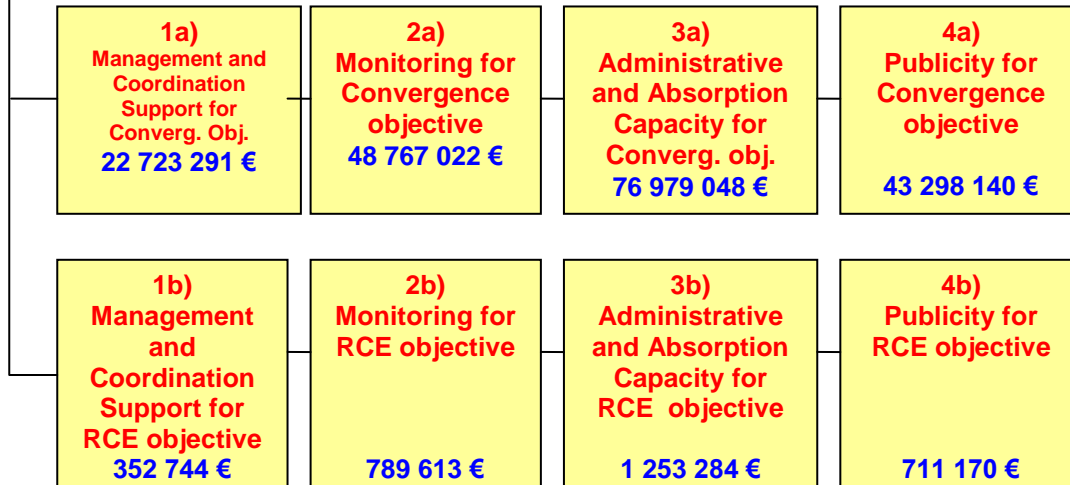 1a)
Management and
Coordination
Support for
Converg. Obj.
22 723 291 €
2a)
Monitoring for
Convergence
objective
48 767 022 €
3a)
Administrative
and Absorption
Capacity for
Converg. obj.
76 979 048 €
4a)
Publicity for
Convergence
objective
43 298 140 €
1b)
Management
and
Coordination
Support for
RCE objective
352 744 €
2b)
Monitoring for
RCE objective
789 613 €
3b)
Administrative
and Absorption
Capacity for
RCE objective
1 253 284 €
4b)
Publicity for
RCE objective
711 170 €